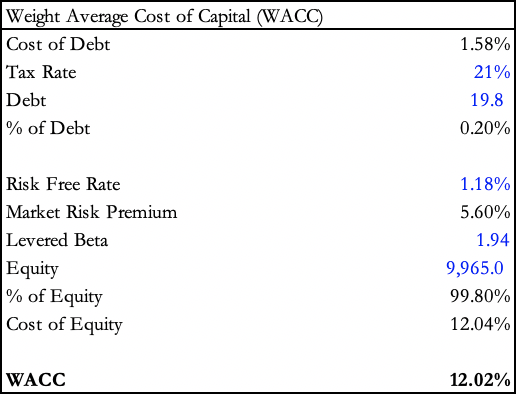 Weight Average Cost of Capital (WACC)
Cost of Debt 1.58%
Tax Rate 21%
Debt 19.8
% of Debt 0.20%
Risk Free Rate 1.18%
Market Risk Premium 5.60%
Levered Beta 1.94
Equity 9,965.0
% of Equity 99.80%
Cost of Equity 12.04%
WACC 12.02%